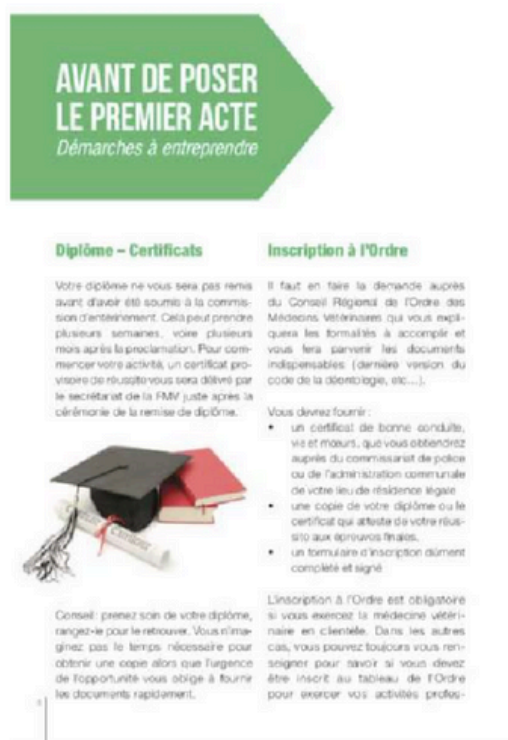 AVANT DE POSER
LE PREMIER ACTE
Démarches à entreprendre
Diplôme – Certificats
Votre diplôme ne vous sera pas remis
avant d'avoir été soumis à la commis-
sion d'entérinement. Cela peut prendre
plusieurs semaines, voire plusieurs
mois après la proclamation. Pour com-
mencer votre activité, un certificat pro-
visoire de réussite vous sera délivré par
le secrétariat de la FMV juste après la
cérémonie de la remise de diplôme.
Conseil: prenez soin de votre diplôme,
rangez-le pour le retrouver. Vous n'ima-
ginez pas le temps nécessaire pour
obtenir une copie alors que l'urgence
de l'opportunité vous oblige à fournir
les documents rapidement.
Inscription à l'Ordre
Il faut en faire la demande auprès
du Conseil Régional de l'Ordre des
Médecins Vétérinaires qui vous expli-
quera les formalités à accomplir et
vous fera parvenir les documents
indispensables (dernière version du
code de la déontologie, etc…).
Vous devrez fournir :
• un certificat de bonne conduite,
vie et mœurs, que vous obtiendrez
auprès du commissariat de police
ou de l'administration communale
de votre lieu de résidence légale
• une copie de votre diplôme ou le
certificat qui atteste de votre réus-
site aux épreuves finales.
• un formulaire d'inscription dûment
complété et signé
L'inscription à l'Ordre est obligatoire
si vous exercez la médecine vétéri-
naire en clientèle. Dans les autres
cas, vous pouvez toujours vous ren-
seigner pour savoir si vous devez
être inscrit au tableau de l'Ordre
pour exercer vos activités profes-